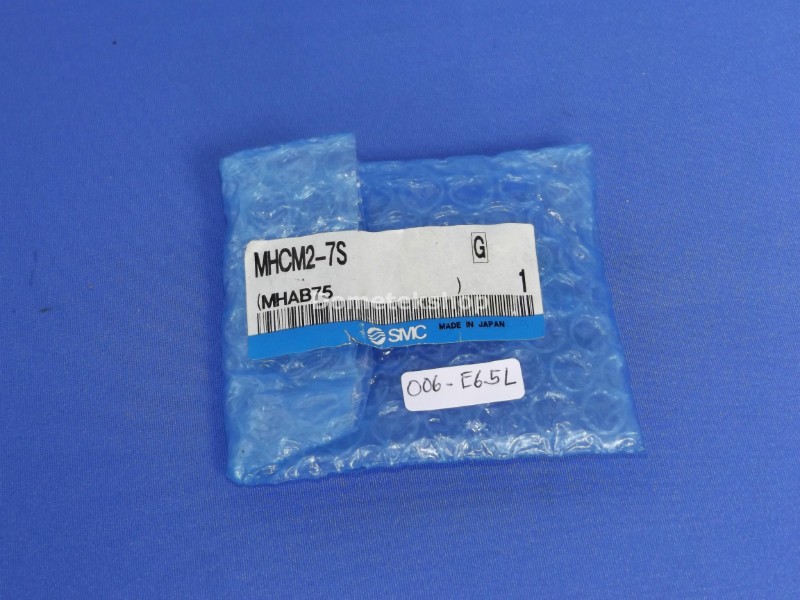 MHCM2-7S G
(MHAB75 ) 1
SMC MADE IN JAPAN
006-E65L